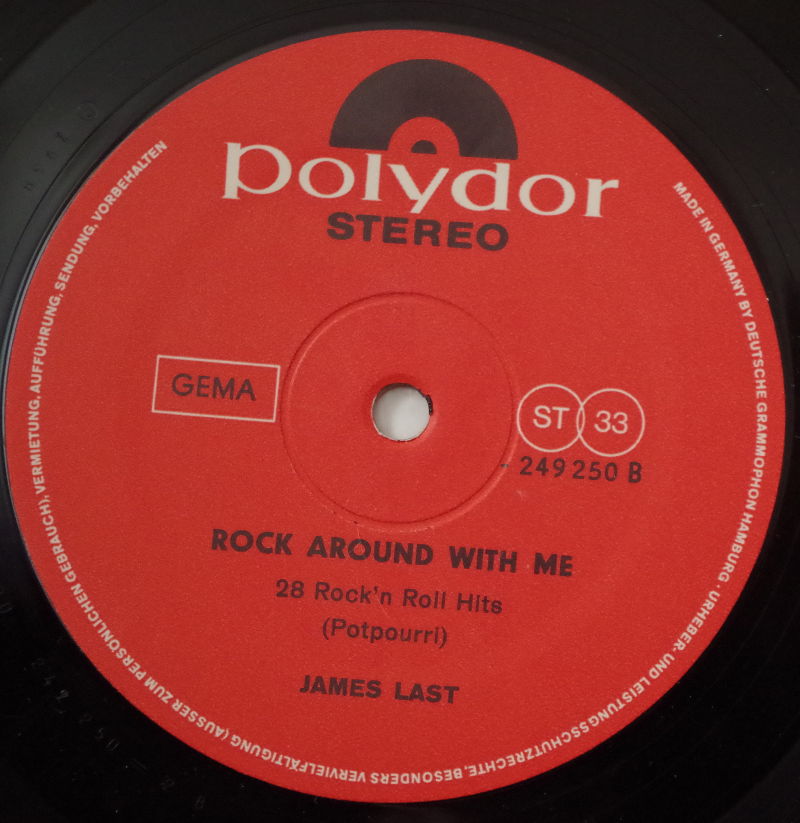 polydor
STEREO
GEMA
ST 33
249 250 B
ROCK AROUND WITH ME
28 Rock'n Roll Hits
(Potpourri)
JAMES LAST
MADE IN GERMANY BY DEUTSCHE GRAMMOPHON HAMBURG · URHEBER- UND LEISTUNGSSCHUTZRECHTE, BESONDERS VERVIELFÄLTIGUNG (AUSSER ZUM PERSÖNLICHEN GEBRAUCH), VERMIETUNG, AUFFÜHRUNG, SENDUNG, VORBEHALTEN